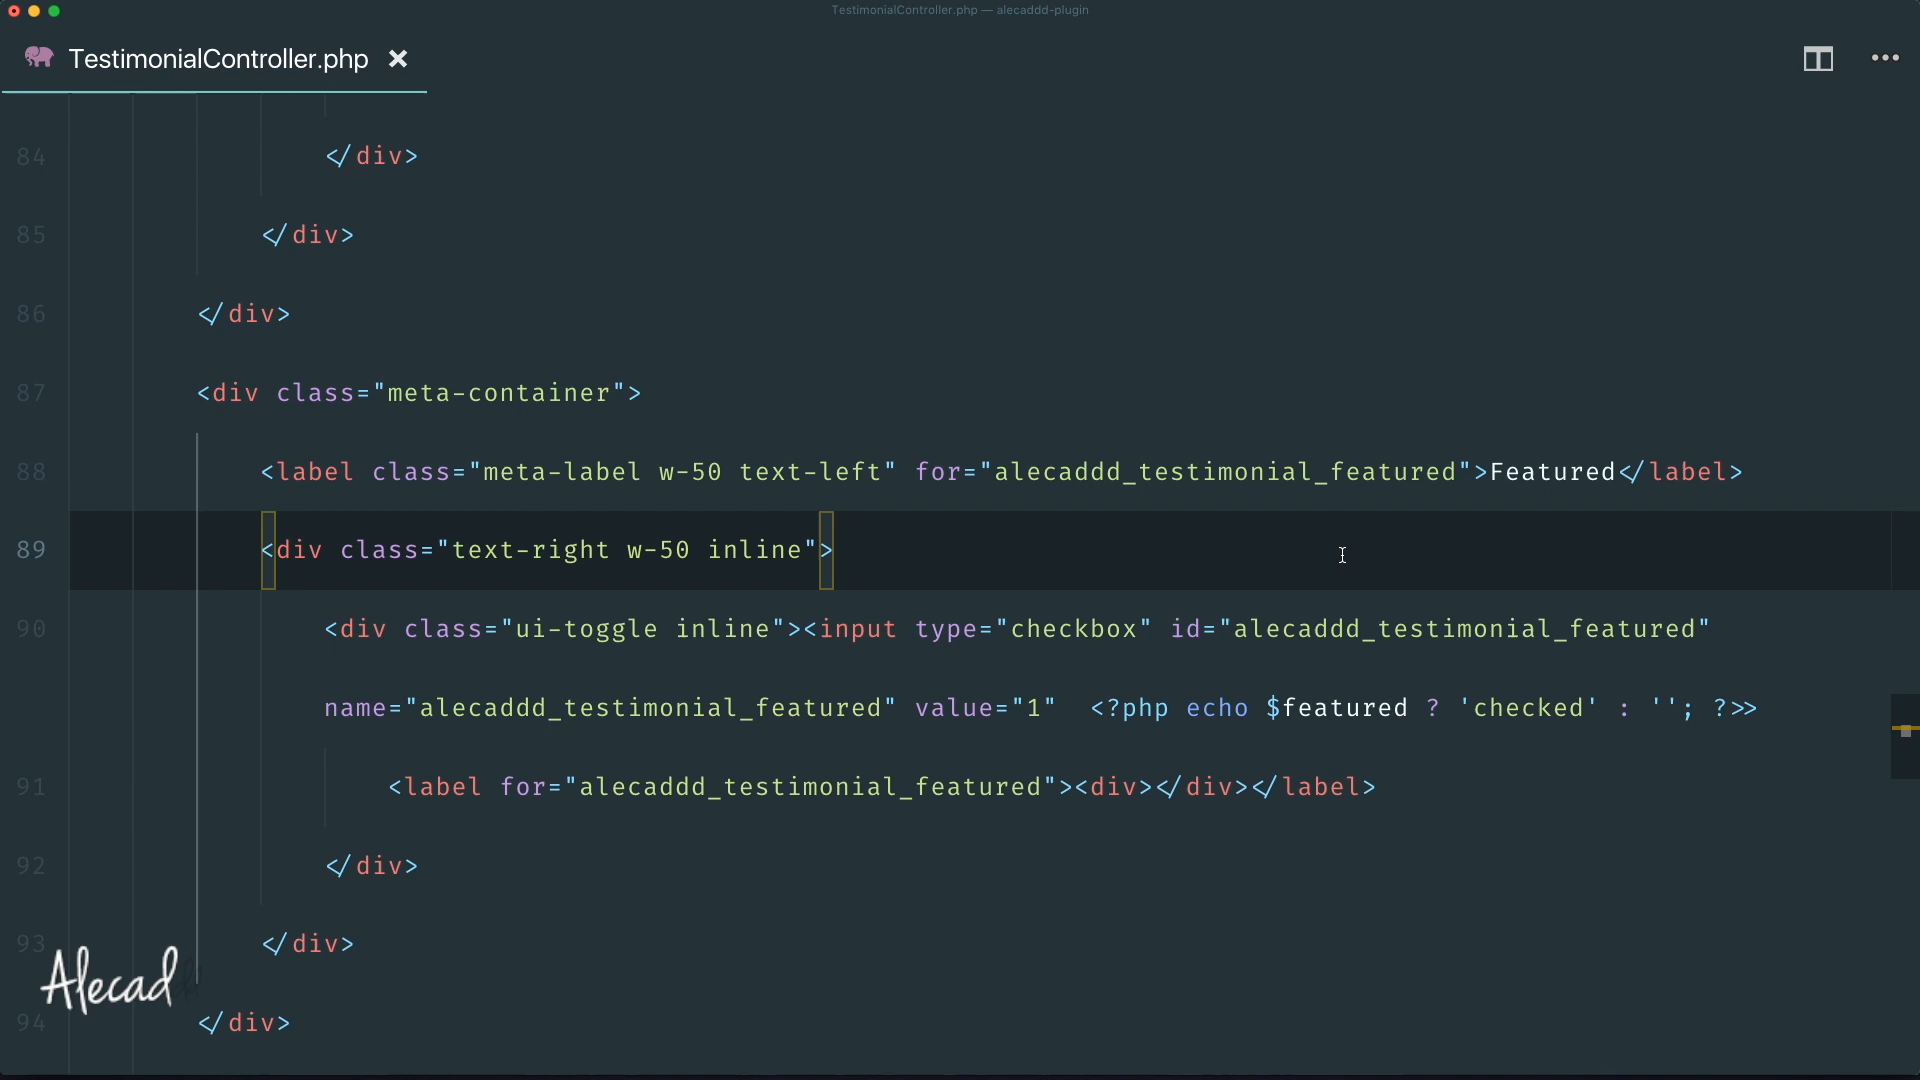 TestimonialController.php — alecaddd-plugin
TestimonialController.php
84 </div>
85 </div>
86 </div>
87 <div class="meta-container">
88 <label class="meta-label w-50 text-left" for="alecaddd_testimonial_featured">Featured</label>
89 <div class="text-right w-50 inline">
90 <div class="ui-toggle inline"><input type="checkbox" id="alecaddd_testimonial_featured"
name="alecaddd_testimonial_featured" value="1" <?php echo $featured ? 'checked' : ''; ?>>
91 <label for="alecaddd_testimonial_featured"><div></div></label>
92 </div>
93 </div>
Alecad
94 </div>